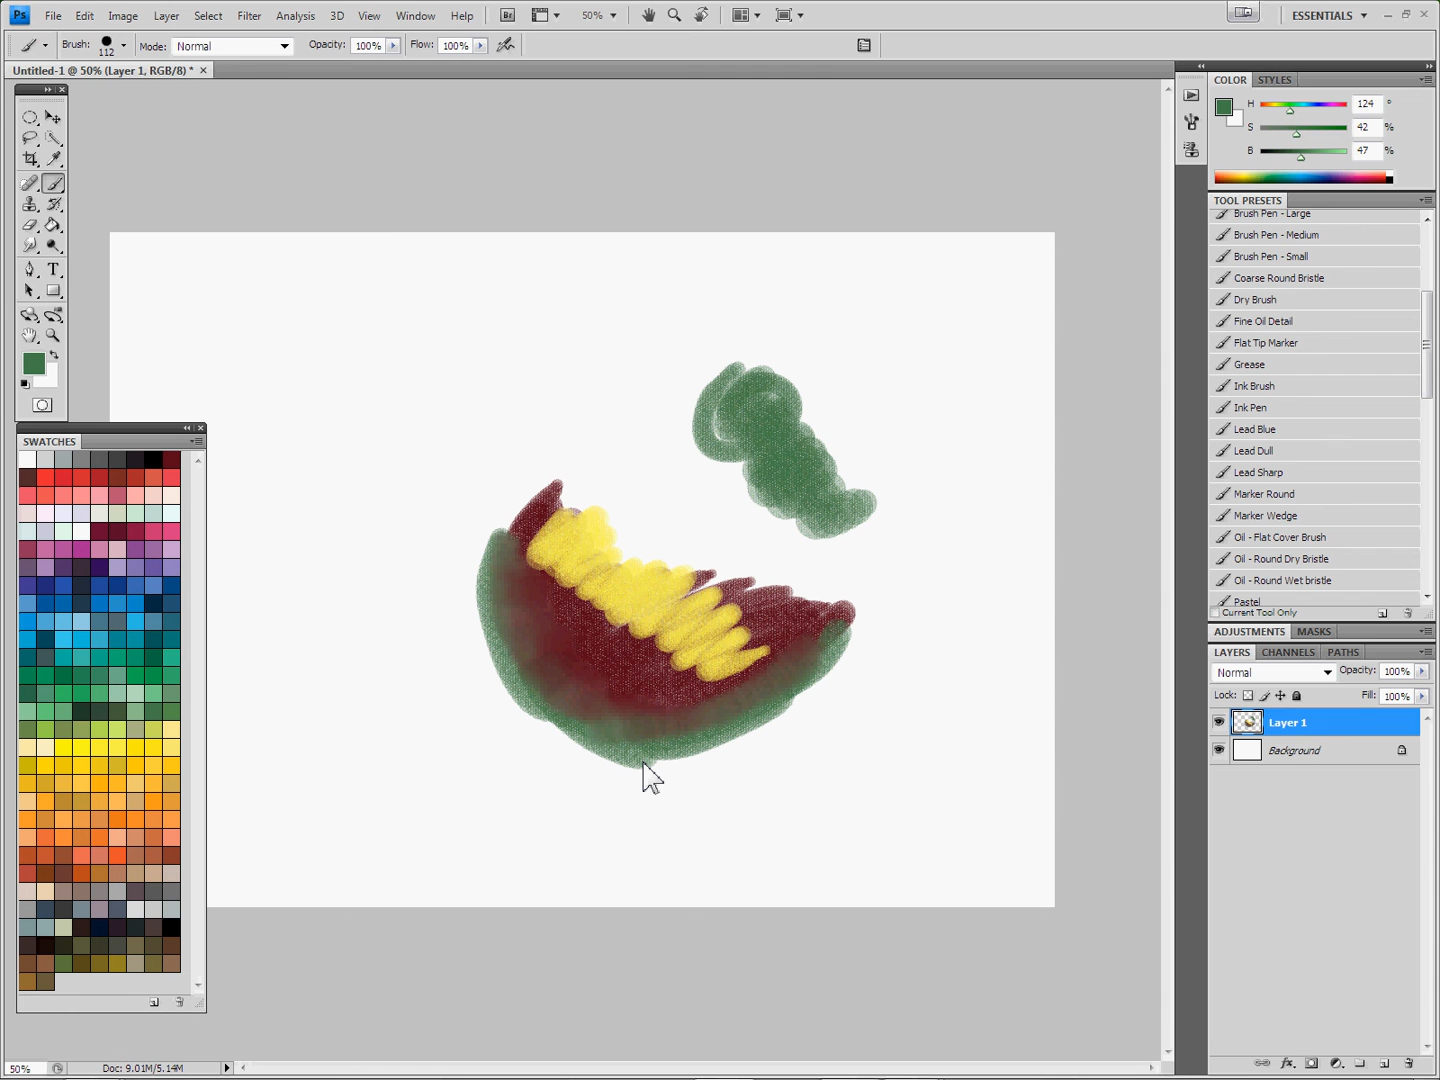 Ps File Edit Image Layer Select Filter Analysis 3D View Window Help Br 50% ESSENTIALS
Brush: 112 Mode: Normal Opacity: 100% Flow: 100%
Untitled-1 @ 50% (Layer 1, RGB/8) *
COLOR STYLES
H 124 °
S 42 %
B 47 %
TOOL PRESETS
Brush Pen - Large
Brush Pen - Medium
Brush Pen - Small
Coarse Round Bristle
Dry Brush
Fine Oil Detail
Flat Tip Marker
Grease
Ink Brush
Ink Pen
Lead Blue
Lead Dull
Lead Sharp
Marker Round
Marker Wedge
Oil - Flat Cover Brush
Oil - Round Dry Bristle
Oil - Round Wet bristle
Pastel
Current Tool Only
SWATCHES
ADJUSTMENTS MASKS
LAYERS CHANNELS PATHS
Normal Opacity: 100%
Lock: Fill: 100%
Layer 1
Background
50% Doc: 9.01M/5.14M